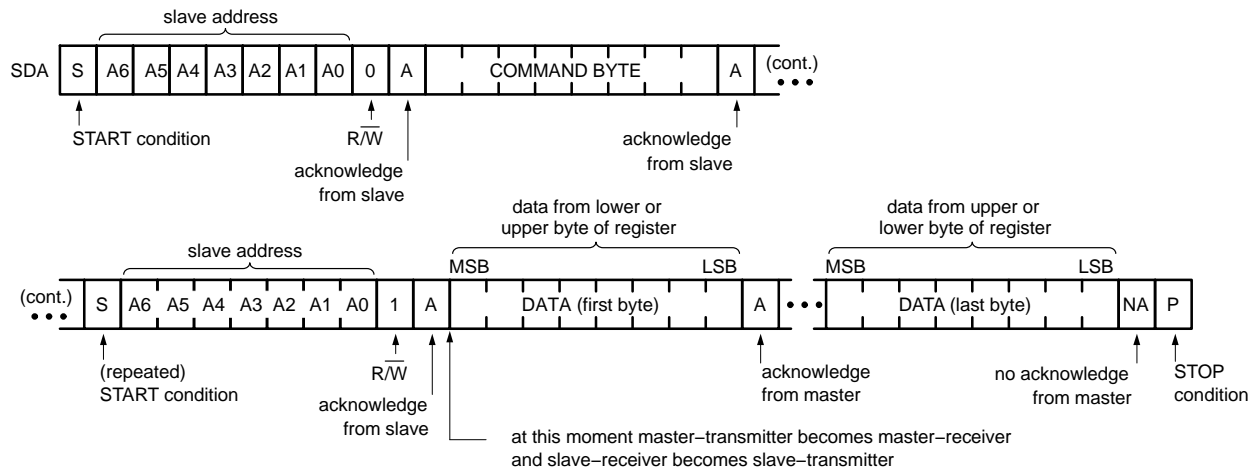 slave address
SDA S A6 A5 A4 A3 A2 A1 A0 0 A COMMAND BYTE A (cont.)
START condition
R/W
acknowledge
from slave
acknowledge
from slave
slave address
data from lower or
upper byte of register
data from upper or
lower byte of register
MSB LSB MSB LSB
(cont.) S A6 A5 A4 A3 A2 A1 A0 1 A DATA (first byte) A DATA (last byte) NA P
(repeated)
START condition
R/W
acknowledge
from slave
acknowledge
from master
no acknowledge
from master
STOP
condition
at this moment master−transmitter becomes master−receiver
and slave−receiver becomes slave−transmitter